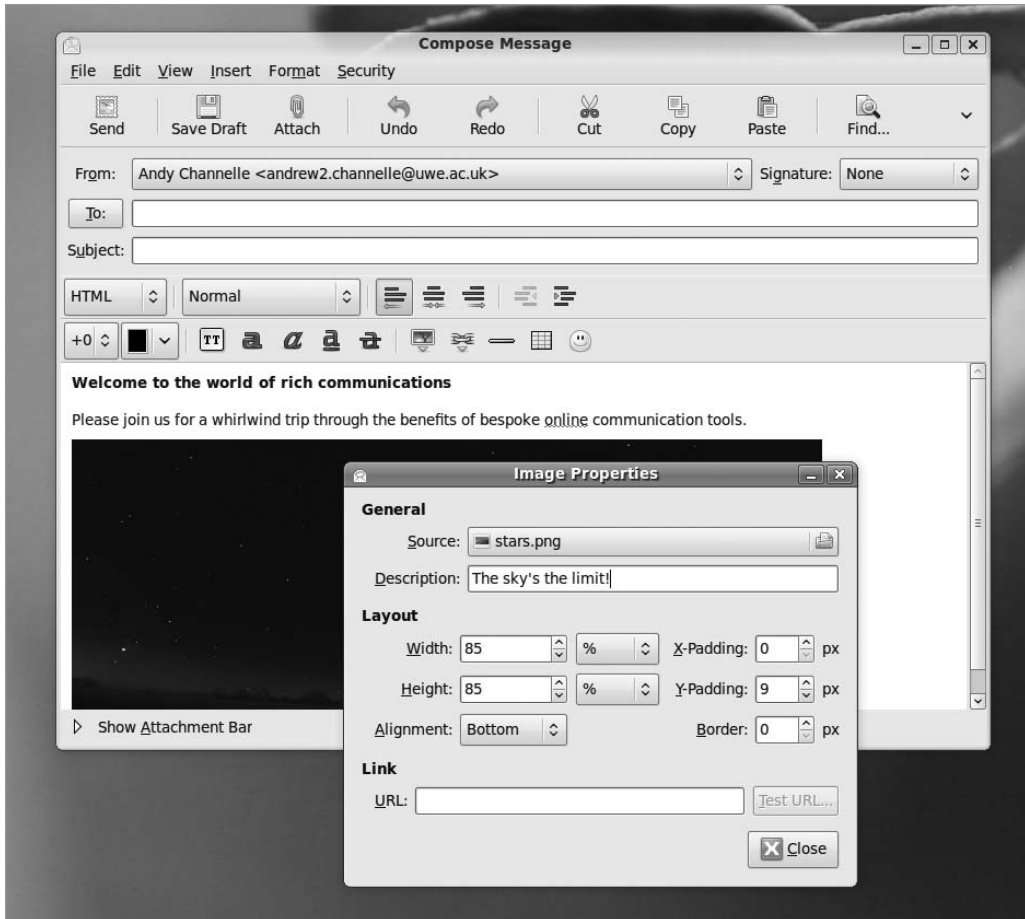 Compose Message
File Edit View Insert Format Security
Send Save Draft Attach Undo Redo Cut Copy Paste Find...
From: Andy Channelle <andrew2.channelle@uwe.ac.uk> Signature: None
To:
Subject:
HTML Normal
+0 TT a a a a
Welcome to the world of rich communications
Please join us for a whirlwind trip through the benefits of bespoke online communication tools.
Image Properties
General
Source: stars.png
Description: The sky's the limit!
Layout
Width: 85 % X-Padding: 0 px
Height: 85 % Y-Padding: 9 px
Alignment: Bottom Border: 0 px
Link
URL: Test URL...
Close
Show Attachment Bar